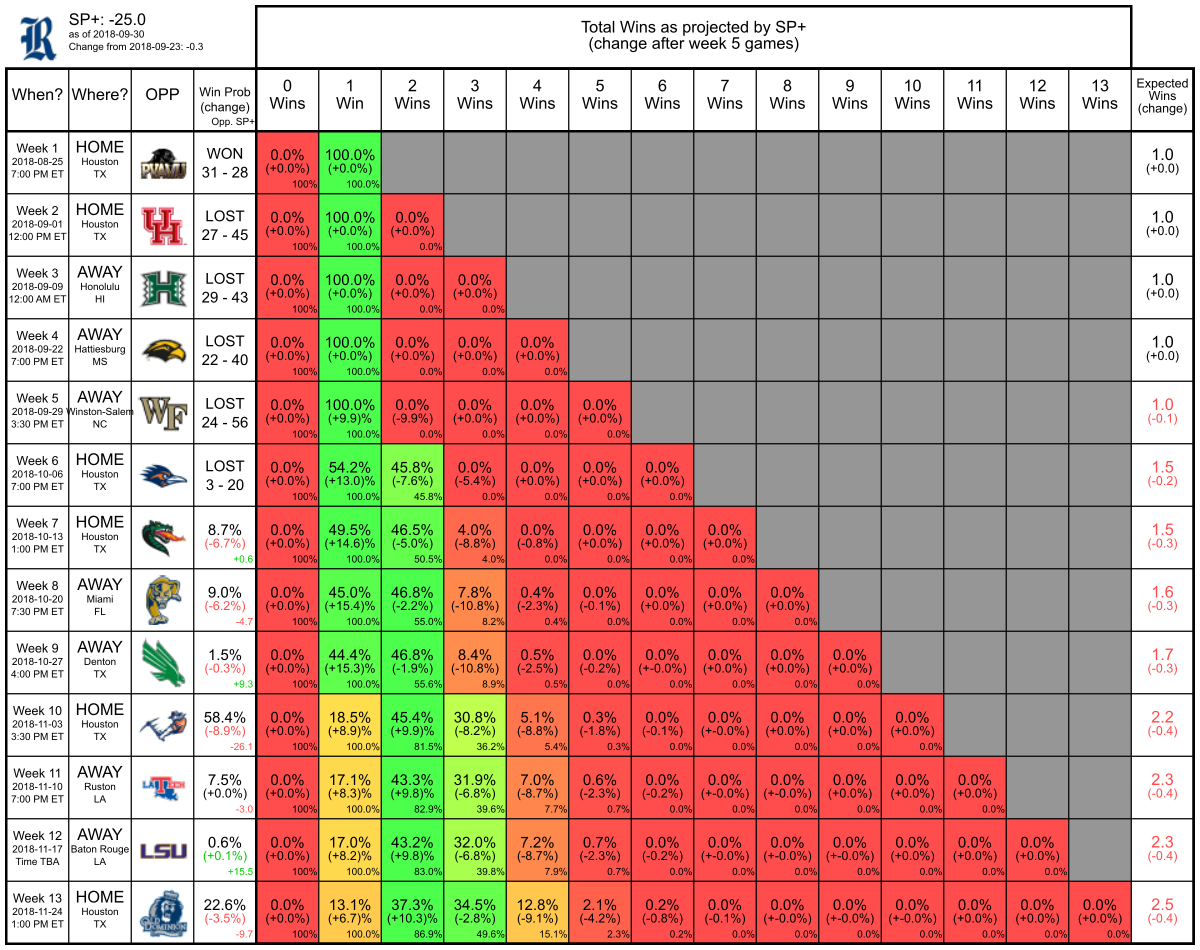 SP+: -25.0
as of 2018-09-30
Change from 2018-09-23: -0.3
Total Wins as projected by SP+
(change after week 5 games)
When? Where? OPP Win Prob (change) Opp. SP+ 0 Wins 1 Win 2 Wins 3 Wins 4 Wins 5 Wins 6 Wins 7 Wins 8 Wins 9 Wins 10 Wins 11 Wins 12 Wins 13 Wins Expected Wins (change)
Week 1 HOME PVAMU WON 0.0% 100.0% 1.0
2018-08-25 Houston (+0.0%) (+0.0%) (+0.0)
7:00 PM ET TX 31 - 28 100% 100.0%
Week 2 HOME UH LOST 0.0% 100.0% 0.0% 1.0
2018-09-01 Houston (+0.0%) (+0.0%) (+0.0%) (+0.0)
12:00 PM ET TX 27 - 45 100% 100.0% 0.0%
Week 3 AWAY H LOST 0.0% 100.0% 0.0% 0.0% 1.0
2018-09-09 Honolulu (+0.0%) (+0.0%) (+0.0%) (+0.0%) (+0.0)
12:00 AM ET HI 29 - 43 100% 100.0% 0.0% 0.0%
Week 4 AWAY LOST 0.0% 100.0% 0.0% 0.0% 0.0% 1.0
2018-09-22 Hattiesburg (+0.0%) (+0.0%) (+0.0%) (+0.0%) (+0.0%) (+0.0)
7:00 PM ET MS 22 - 40 100% 100.0% 0.0% 0.0% 0.0%
Week 5 AWAY WF LOST 0.0% 100.0% 0.0% 0.0% 0.0% 0.0% 1.0
2018-09-29 Winston-Salem (+0.0%) (+9.9)% (-9.9%) (+0.0%) (+0.0%) (+0.0%) (-0.1)
3:30 PM ET NC 24 - 56 100% 100.0% 0.0% 0.0% 0.0% 0.0%
Week 6 HOME LOST 0.0% 54.2% 45.8% 0.0% 0.0% 0.0% 0.0% 1.5
2018-10-06 Houston (+0.0%) (+13.0)% (-7.6%) (-5.4%) (+0.0%) (+0.0%) (+0.0%) (-0.2)
7:00 PM ET TX 3 - 20 100% 100.0% 45.8% 0.0% 0.0% 0.0% 0.0%
Week 7 HOME 8.7% 0.0% 49.5% 46.5% 4.0% 0.0% 0.0% 0.0% 0.0% 1.5
2018-10-13 Houston (-6.7%) (+0.0%) (+14.6)% (-5.0%) (-8.8%) (-0.8%) (+0.0%) (+0.0%) (+0.0%) (-0.3)
1:00 PM ET TX +0.6 100% 100.0% 50.5% 4.0% 0.0% 0.0% 0.0% 0.0%
Week 8 AWAY 9.0% 0.0% 45.0% 46.8% 7.8% 0.4% 0.0% 0.0% 0.0% 0.0% 1.6
2018-10-20 Miami (-6.2%) (+0.0%) (+15.4)% (-2.2%) (-10.8%) (-2.3%) (-0.1%) (+0.0%) (+0.0%) (+0.0%) (-0.3)
7:30 PM ET FL -4.7 100% 100.0% 55.0% 8.2% 0.4% 0.0% 0.0% 0.0% 0.0%
Week 9 AWAY 1.5% 0.0% 44.4% 46.8% 8.4% 0.5% 0.0% 0.0% 0.0% 0.0% 0.0% 1.7
2018-10-27 Denton (-0.3%) (+0.0%) (+15.3)% (-1.9%) (-10.8%) (-2.5%) (-0.2%) (+-0.0%) (+0.0%) (+0.0%) (+0.0%) (-0.3)
4:00 PM ET TX +9.3 100% 100.0% 55.6% 8.9% 0.5% 0.0% 0.0% 0.0% 0.0% 0.0%
Week 10 HOME 58.4% 0.0% 18.5% 45.4% 30.8% 5.1% 0.3% 0.0% 0.0% 0.0% 0.0% 0.0% 2.2
2018-11-03 Houston (-8.9%) (+0.0%) (+8.9)% (+9.9)% (-8.2%) (-8.8%) (-1.8%) (-0.1%) (+-0.0%) (+0.0%) (+0.0%) (+0.0%) (-0.4)
3:30 PM ET TX -26.1 100% 100.0% 81.5% 36.2% 5.4% 0.3% 0.0% 0.0% 0.0% 0.0% 0.0%
Week 11 AWAY LA TECH 7.5% 0.0% 17.1% 43.3% 31.9% 7.0% 0.6% 0.0% 0.0% 0.0% 0.0% 0.0% 0.0% 2.3
2018-11-10 Ruston (+0.0%) (+0.0%) (+8.3)% (+9.8)% (-6.8%) (-8.7%) (-2.3%) (-0.2%) (+-0.0%) (+-0.0%) (+0.0%) (+0.0%) (+0.0%) (-0.4)
7:00 PM ET LA -3.0 100% 100.0% 82.9% 39.6% 7.7% 0.7% 0.0% 0.0% 0.0% 0.0% 0.0% 0.0%
Week 12 AWAY LSU 0.6% 0.0% 17.0% 43.2% 32.0% 7.2% 0.7% 0.0% 0.0% 0.0% 0.0% 0.0% 0.0% 0.0% 2.3
2018-11-17 Baton Rouge (+0.1%) (+0.0%) (+8.2)% (+9.8)% (-6.8%) (-8.7%) (-2.3%) (-0.2%) (+-0.0%) (+-0.0%) (+-0.0%) (+0.0%) (+0.0%) (+0.0%) (-0.4)
Time TBA LA +15.5 100% 100.0% 83.0% 39.8% 7.9% 0.7% 0.0% 0.0% 0.0% 0.0% 0.0% 0.0% 0.0%
Week 13 HOME OLD DOMINION 22.6% 0.0% 13.1% 37.3% 34.5% 12.8% 2.1% 0.2% 0.0% 0.0% 0.0% 0.0% 0.0% 0.0% 0.0% 2.5
2018-11-24 Houston (-3.5%) (+0.0%) (+6.7)% (+10.3)% (-2.8%) (-9.1%) (-4.2%) (-0.8%) (-0.1%) (+-0.0%) (+-0.0%) (+-0.0%) (+0.0%) (+0.0%) (+0.0%) (-0.4)
1:00 PM ET TX -9.7 100% 100.0% 86.9% 49.6% 15.1% 2.3% 0.2% 0.0% 0.0% 0.0% 0.0% 0.0% 0.0% 0.0%